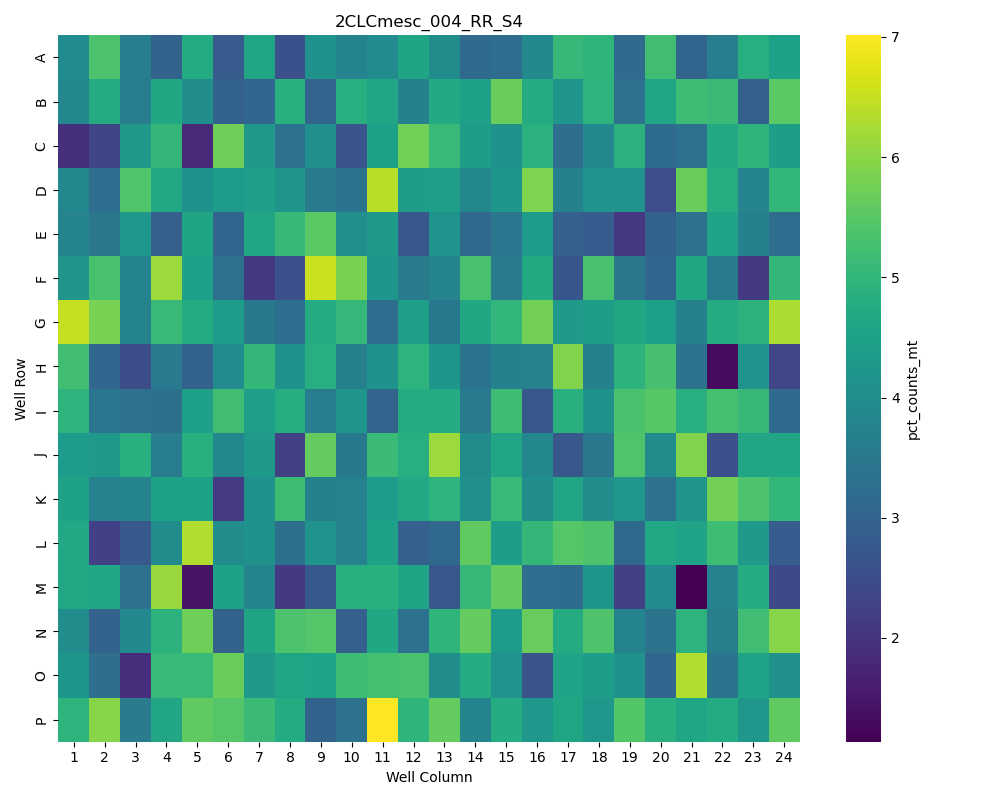 2CLCmesc_004_RR_S4
Well Row
A
B
C
D
E
F
G
H
I
J
K
L
M
N
O
P
1 2 3 4 5 6 7 8 9 10 11 12 13 14 15 16 17 18 19 20 21 22 23 24
Well Column
7
6
5
4
3
2
pct_counts_mt